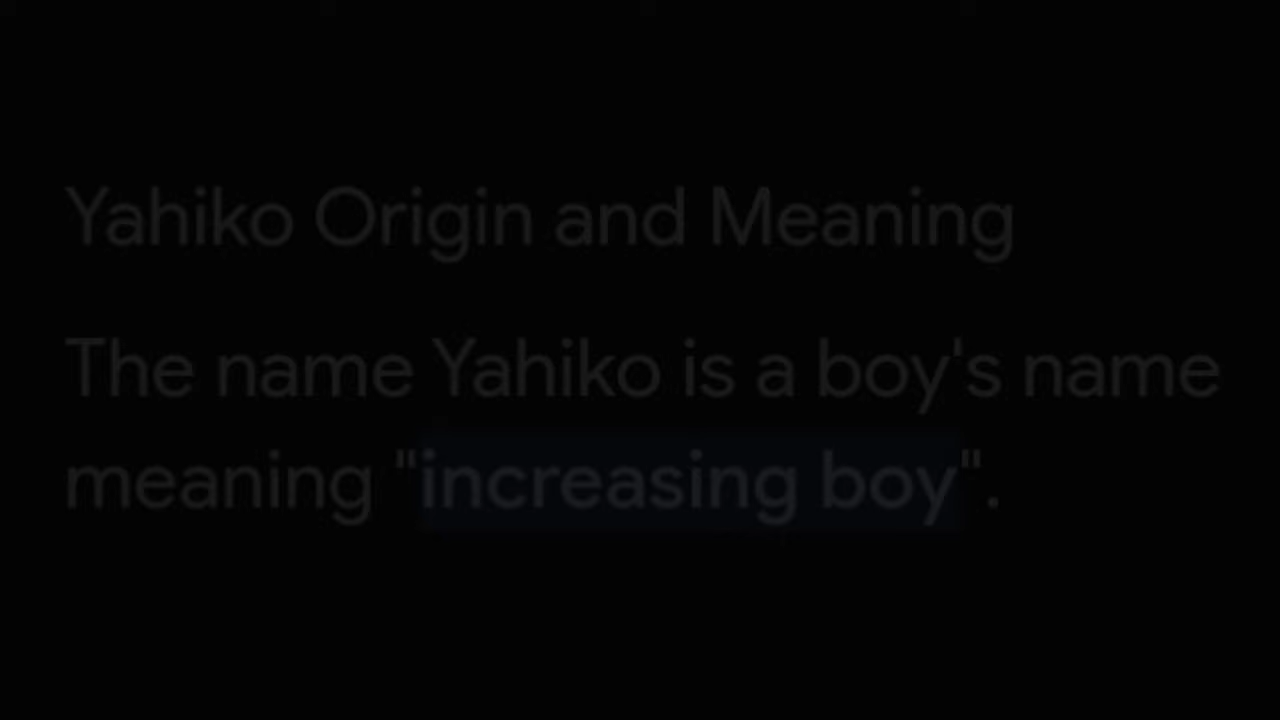 Yahiko Origin and Meaning
The name Yahiko is a boy's name
meaning "increasing boy".